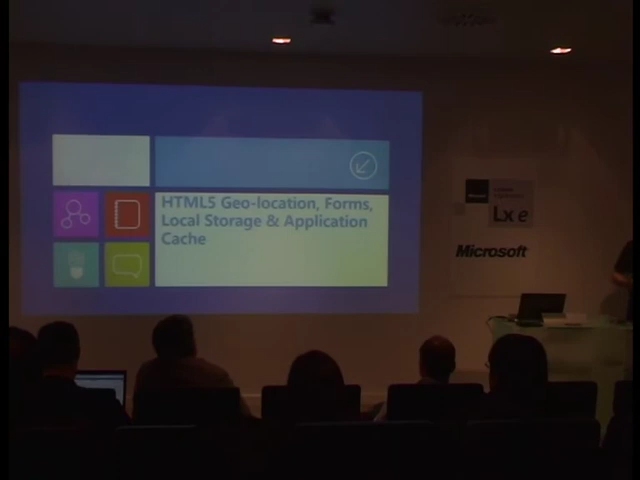 HTML5 Geo-location, Forms,
Local Storage & Application
Cache
Lx e
Microsoft